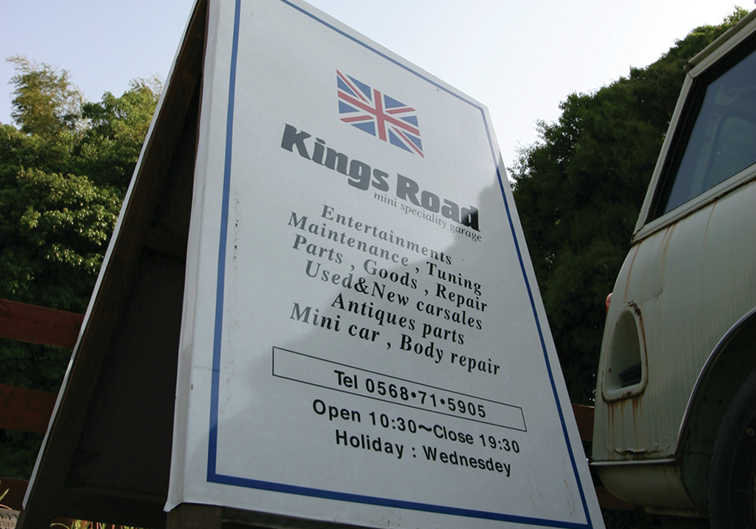 Kings Road
mini speciality garage
Entertainments
Maintenance , Tuning
Parts , Goods , Repair
Used&New carsales
Antiques parts
Mini car , Body repair
Tel 0568•71•5905
Open 10:30〜Close 19:30
Holiday : Wednesdey